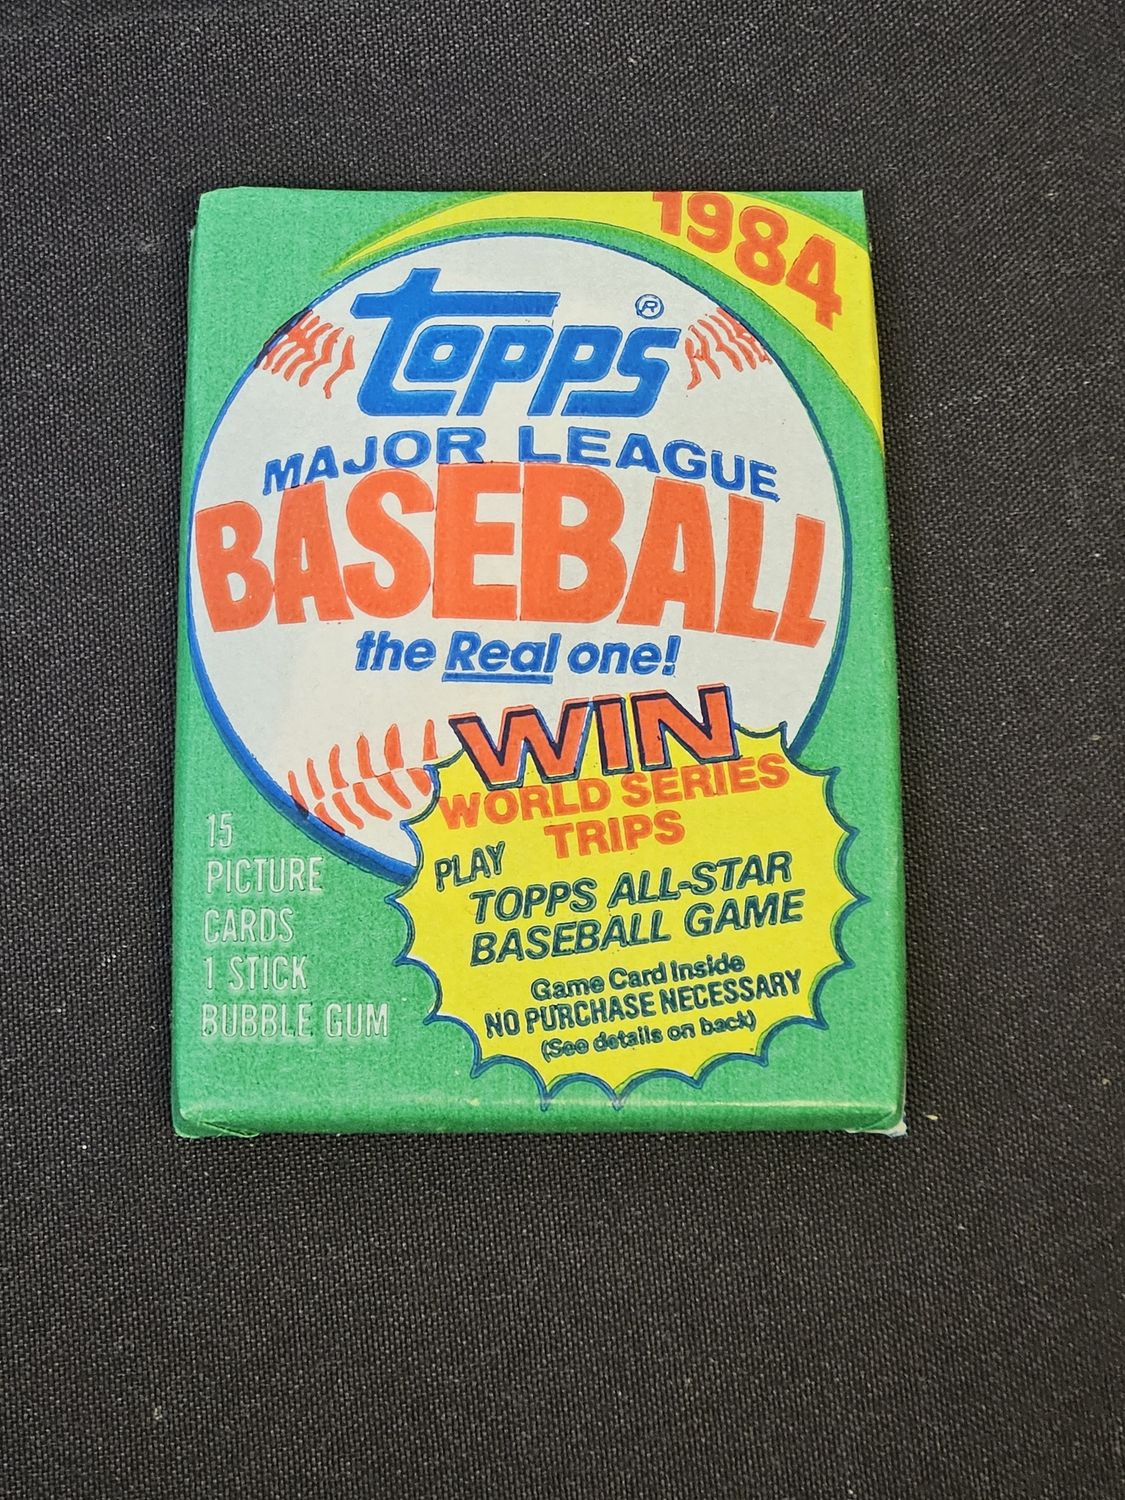 1984
topps®
MAJOR LEAGUE
BASEBALL
the Real one!
WIN
WORLD SERIES
TRIPS
PLAY
TOPPS ALL-STAR
BASEBALL GAME
Game Card Inside
NO PURCHASE NECESSARY
(See details on back)
15
PICTURE
CARDS
1 STICK
BUBBLE GUM